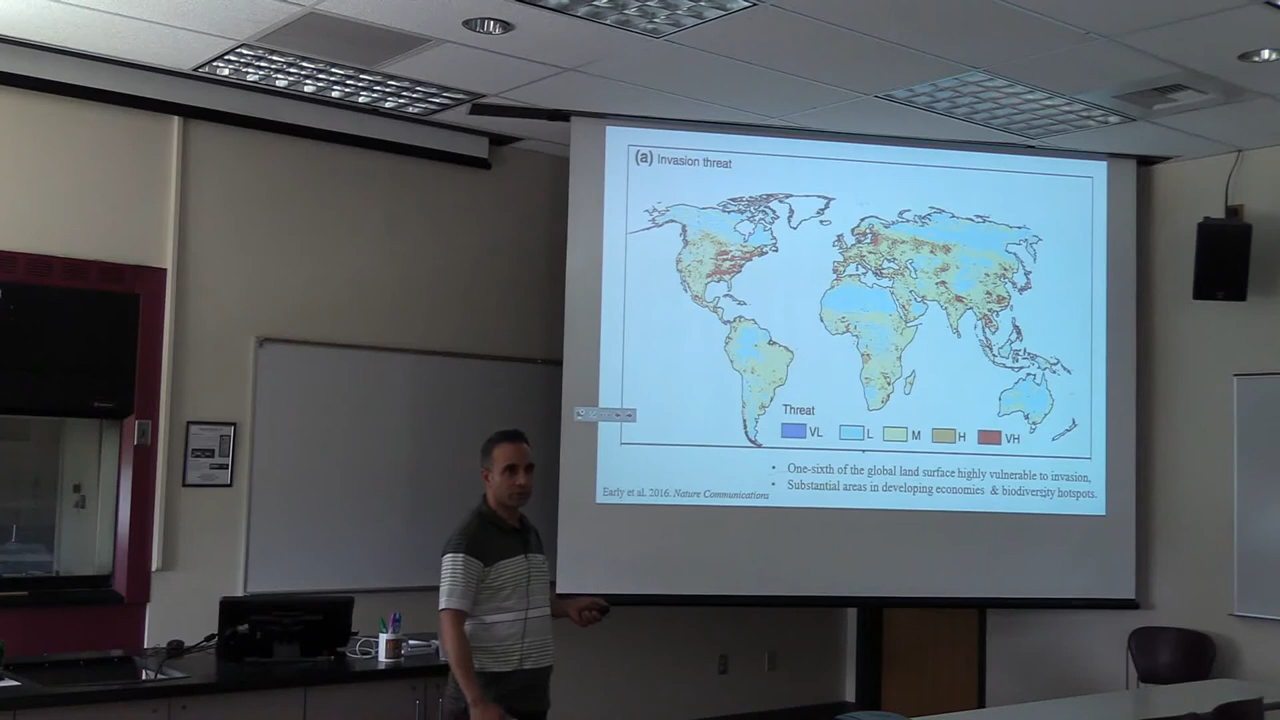 (a) Invasion threat
Threat
VL L M H VH
• One-sixth of the global land surface highly vulnerable to invasion,
• Substantial areas in developing economies & biodiversity hotspots.
Early et al. 2016. Nature Communications